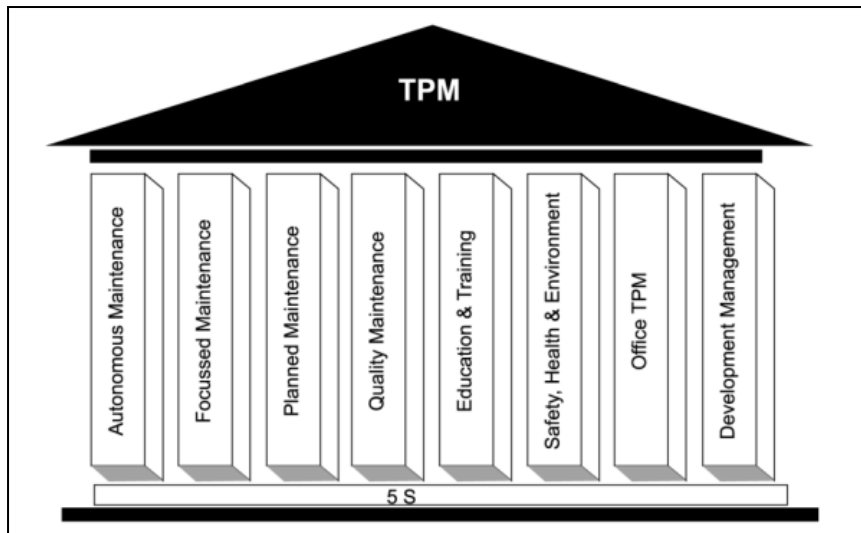 TPM
Autonomous Maintenance
Focussed Maintenance
Planned Maintenance
Quality Maintenance
Education & Training
Safety, Health & Environment
Office TPM
Development Management
5 S